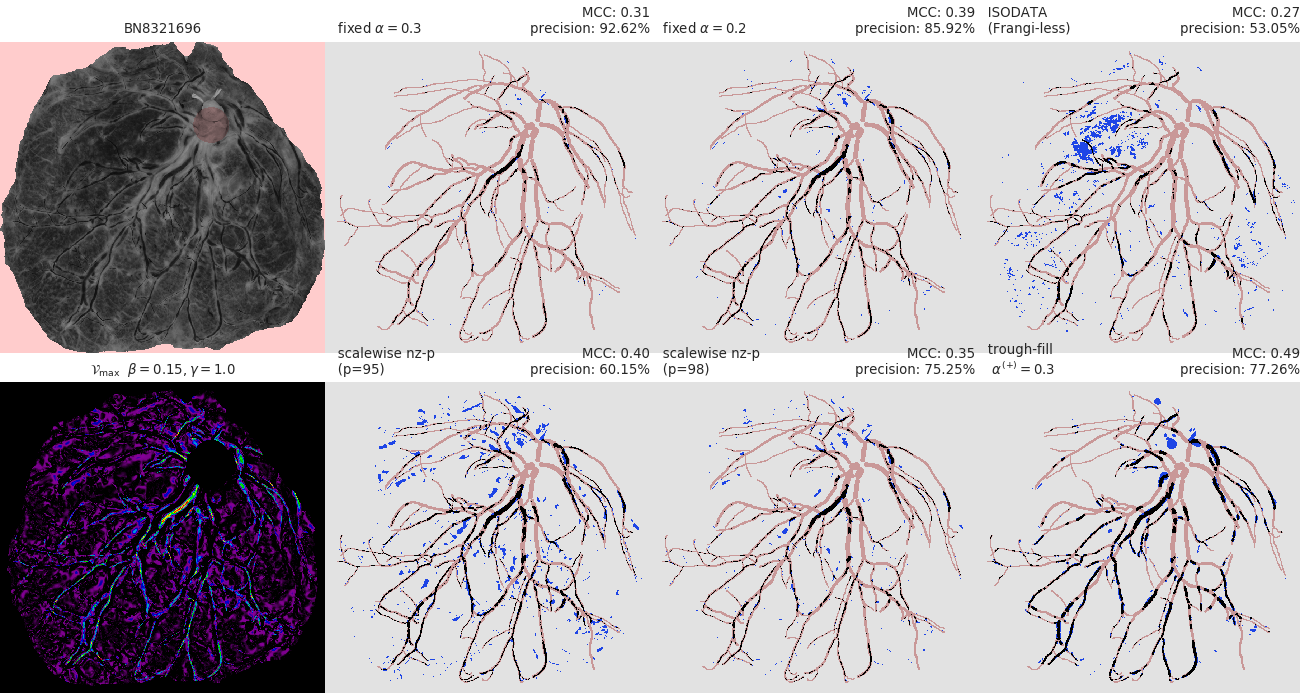 BN8321696
fixed α = 0.3
MCC: 0.31
precision: 92.62%
fixed α = 0.2
MCC: 0.39
precision: 85.92%
ISODATA
(Frangi-less)
MCC: 0.27
precision: 53.05%
𝒱max β = 0.15, γ = 1.0
scalewise nz-p
(p=95)
MCC: 0.40
precision: 60.15%
scalewise nz-p
(p=98)
MCC: 0.35
precision: 75.25%
trough-fill
α(+) = 0.3
MCC: 0.49
precision: 77.26%